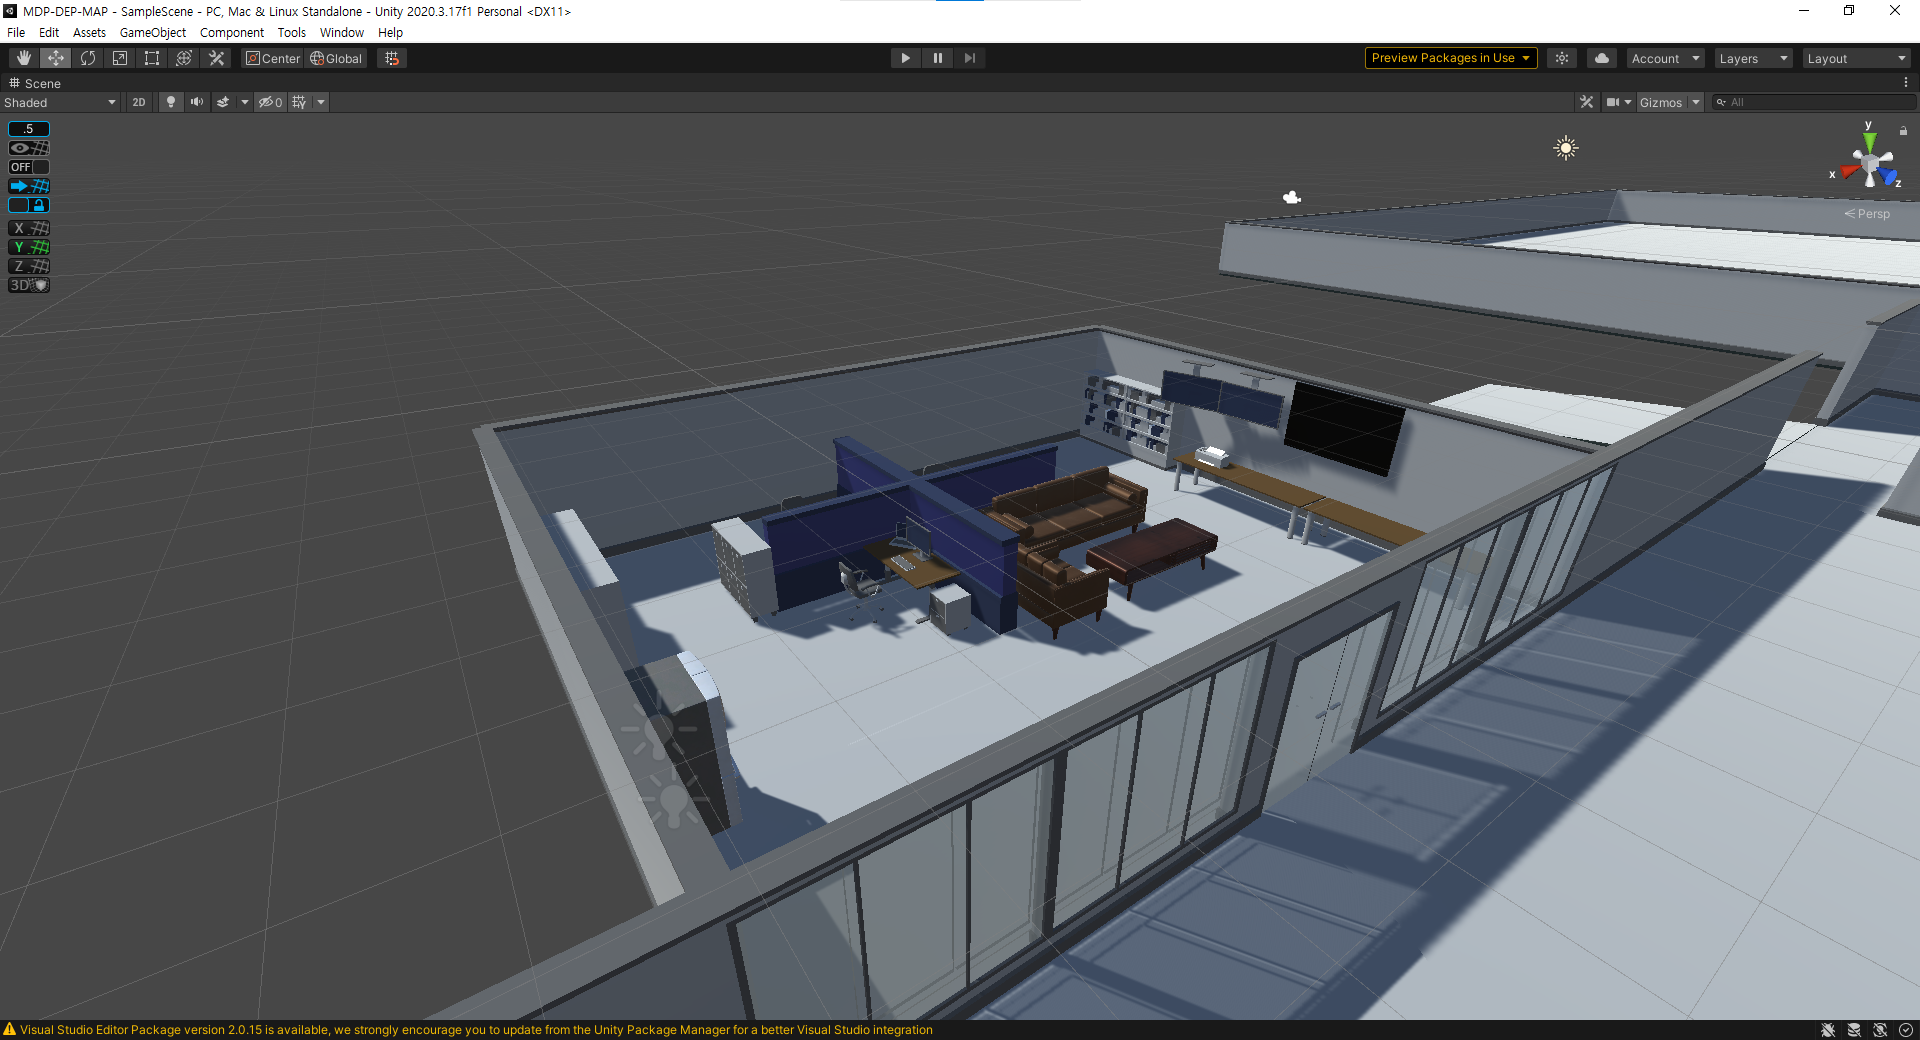 MDP-DEP-MAP - SampleScene - PC, Mac & Linux Standalone - Unity 2020.3.17f1 Personal <DX11>
File Edit Assets GameObject Component Tools Window Help
Center Global Preview Packages in Use Account Layers Layout
Scene
Shaded 2D 0 Gizmos All
.5
OFF
X
Y
Z
3D
y
x
z
Persp
Visual Studio Editor Package version 2.0.15 is available, we strongly encourage you to update from the Unity Package Manager for a better Visual Studio integration